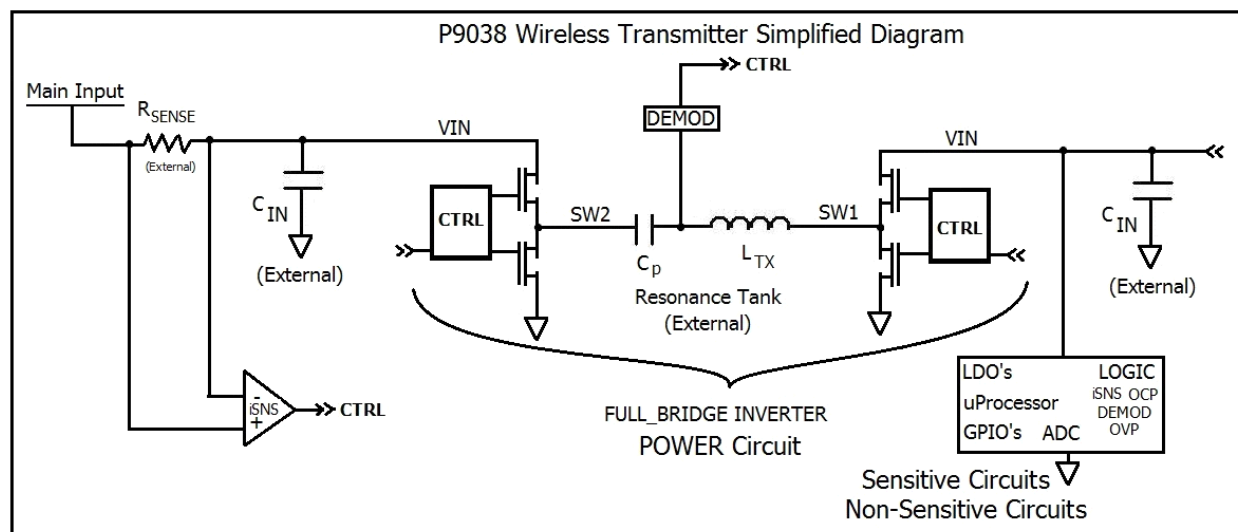 P9038 Wireless Transmitter Simplified Diagram
Main Input
RSENSE
(External)
CIN
(External)
VIN
CTRL
SW2
Cp
DEMOD
CTRL
LTX
Resonance Tank
(External)
SW1
VIN
CTRL
CIN
(External)
-
iSNS
+
CTRL
FULL_BRIDGE INVERTER
POWER Circuit
LDO's
uProcessor
GPIO's
ADC
LOGIC
iSNS OCP
DEMOD
OVP
Sensitive Circuits
Non-Sensitive Circuits